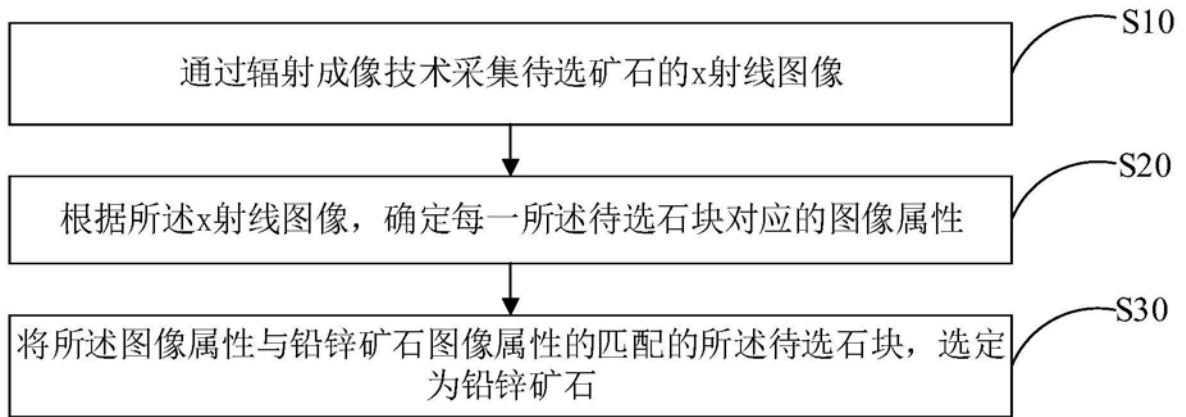 S10
通过辐射成像技术采集待选矿石的x射线图像
S20
根据所述x射线图像，确定每一所述待选石块对应的图像属性
S30
将所述图像属性与铅锌矿石图像属性的匹配的所述待选石块，选定
为铅锌矿石